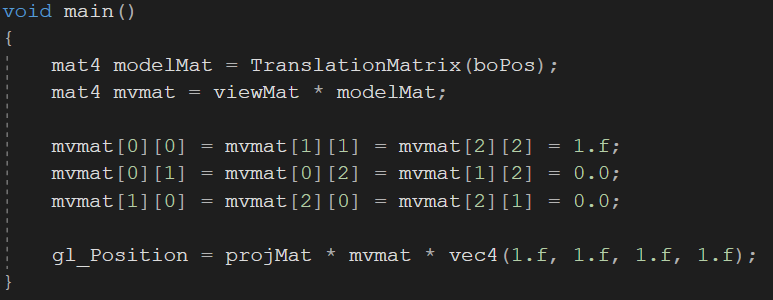 void main()
{
mat4 modelMat = TranslationMatrix(boPos);
mat4 mvmat = viewMat * modelMat;
mvmat[0][0] = mvmat[1][1] = mvmat[2][2] = 1.f;
mvmat[0][1] = mvmat[0][2] = mvmat[1][2] = 0.0;
mvmat[1][0] = mvmat[2][0] = mvmat[2][1] = 0.0;
gl_Position = projMat * mvmat * vec4(1.f, 1.f, 1.f, 1.f);
}